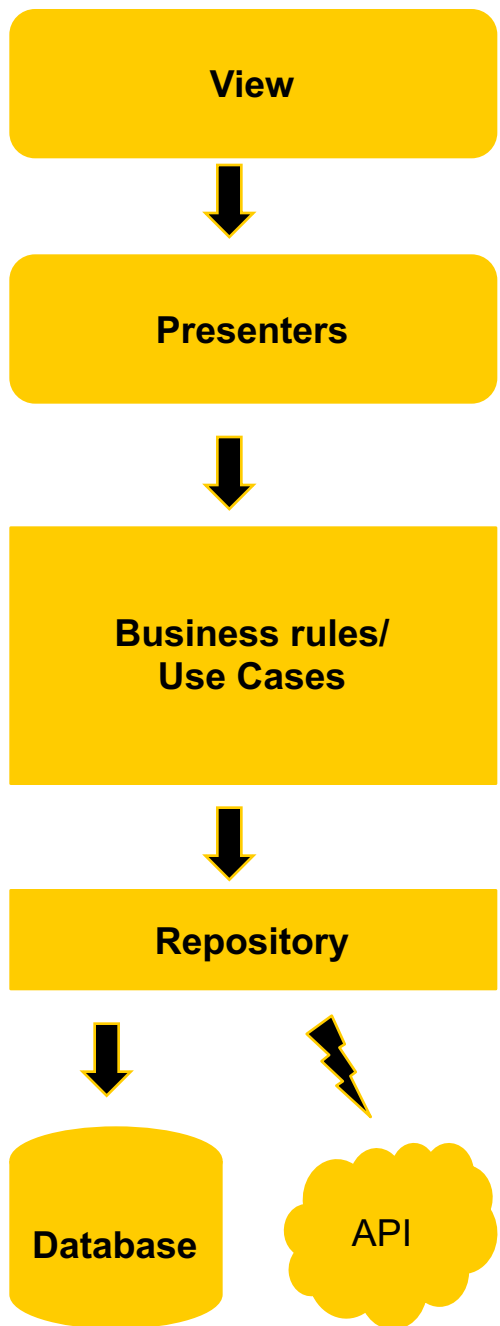 View
Presenters
Business rules/
Use Cases
Repository
Database
API